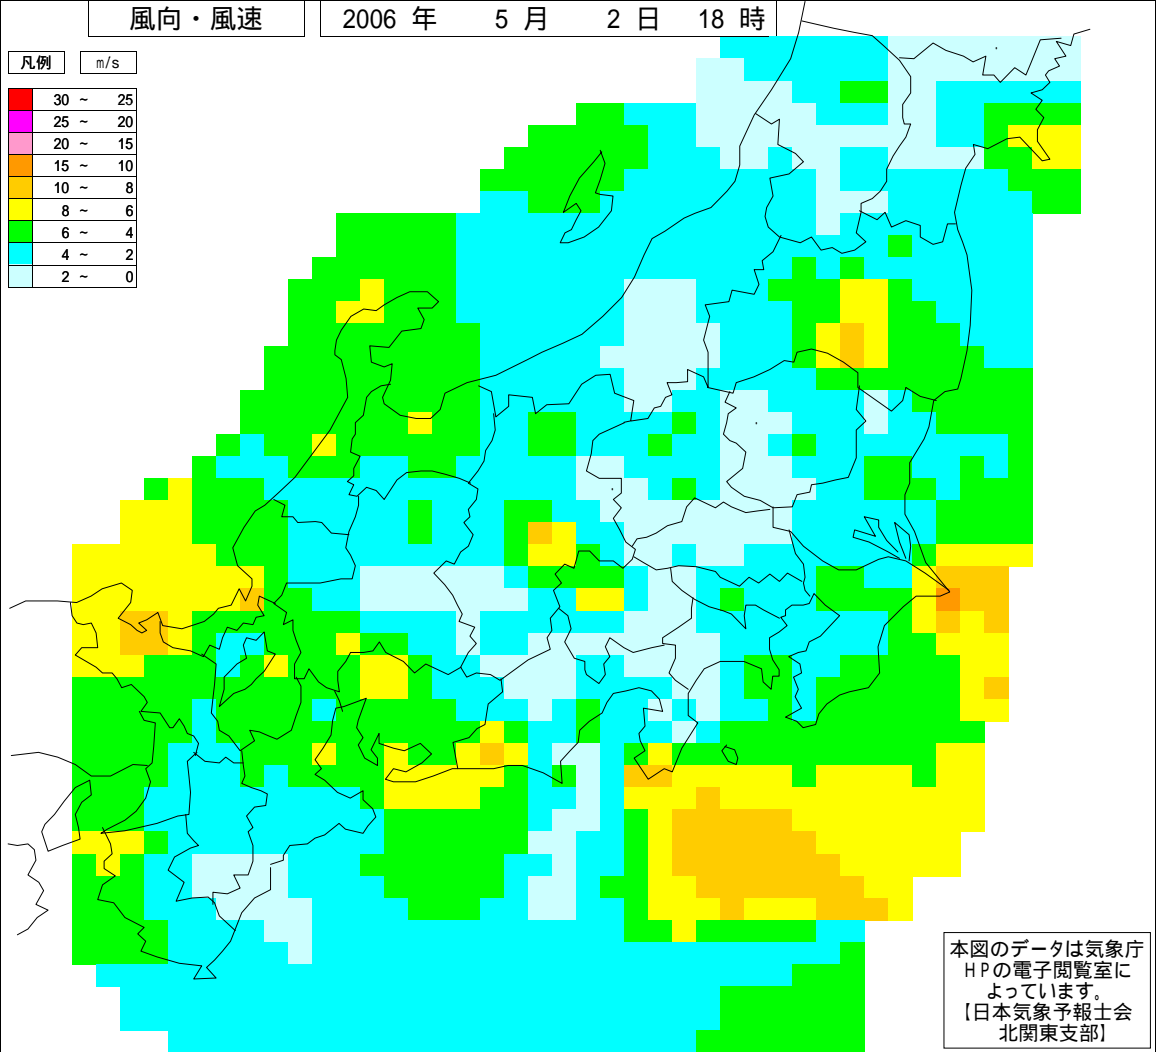 風向・風速
2006 年 5 月 2 日 18 時
凡例 m/s
30 ~ 25
25 ~ 20
20 ~ 15
15 ~ 10
10 ~ 8
8 ~ 6
6 ~ 4
4 ~ 2
2 ~ 0
本図のデータは気象庁
HPの電子閲覧室に
よっています。
【日本気象予報士会
北関東支部】